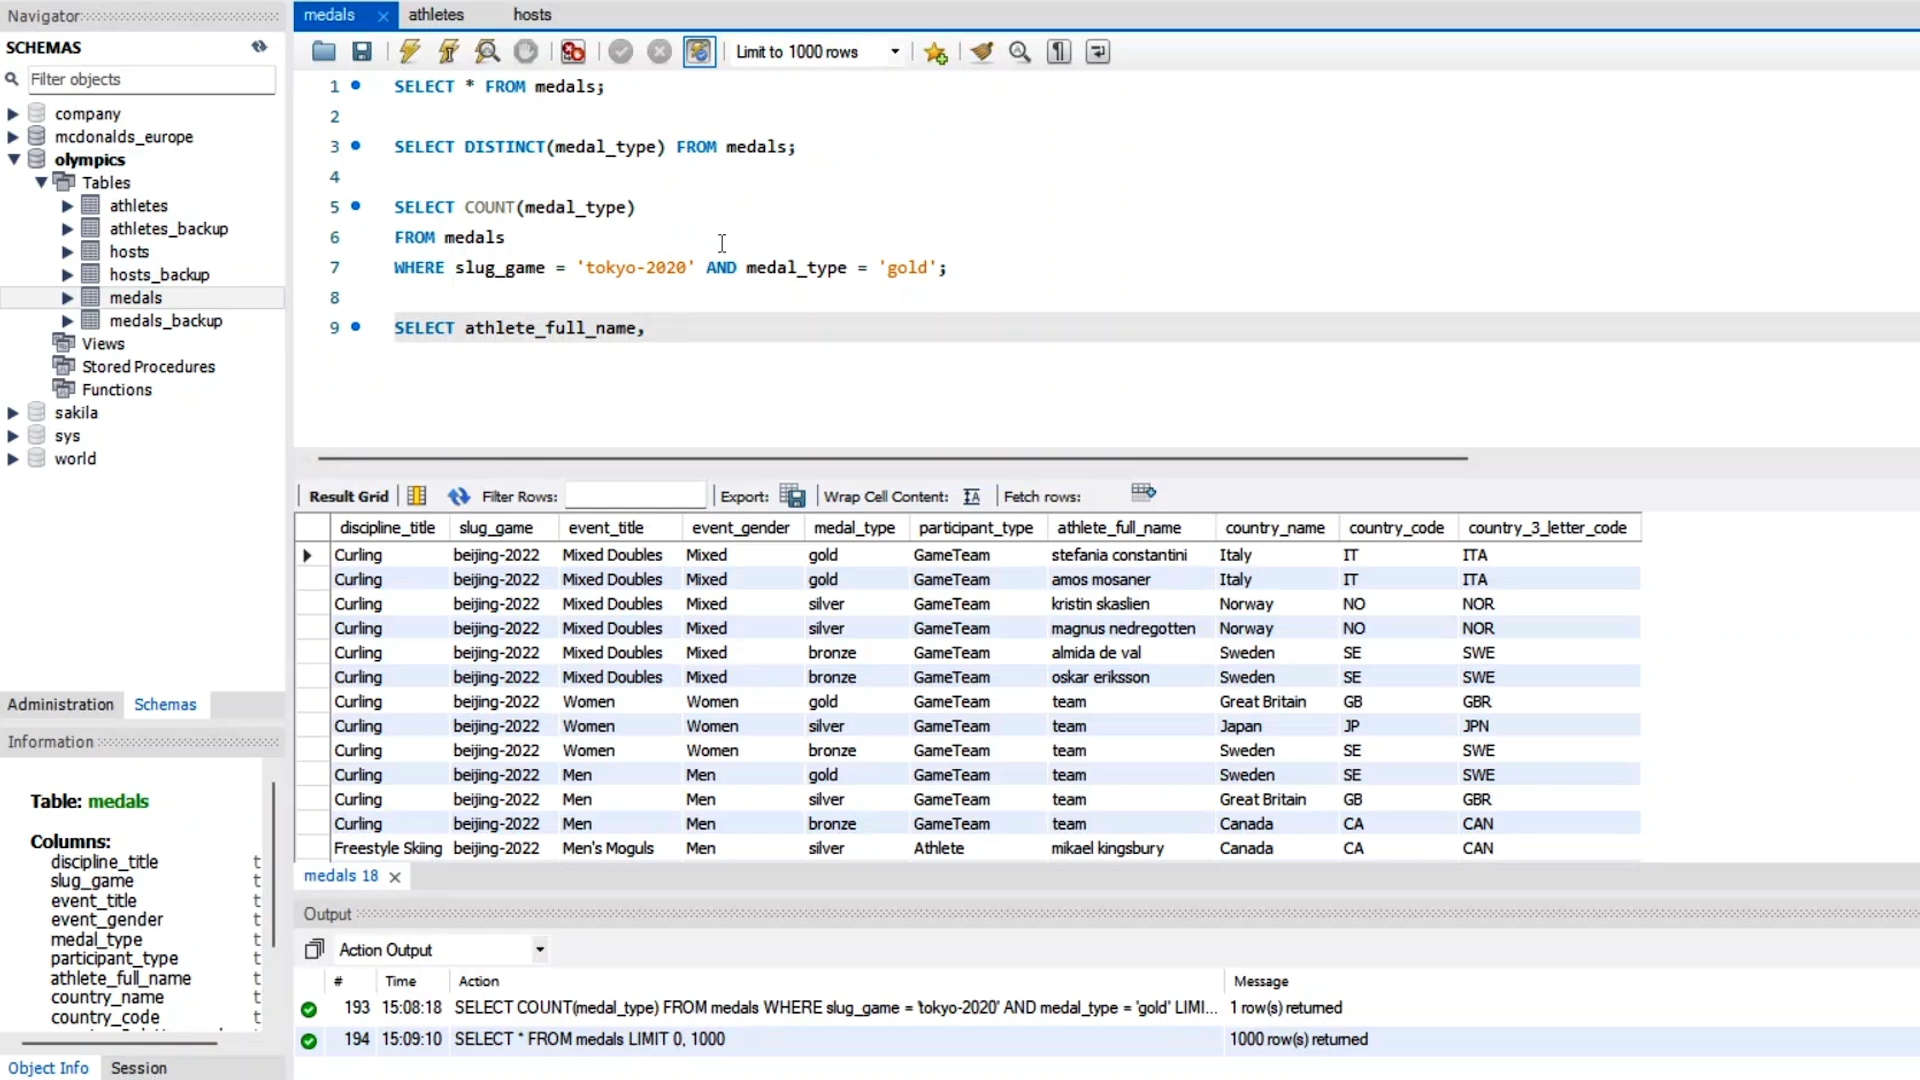 Navigator
SCHEMAS
Filter objects
company
mcdonalds_europe
olympics
Tables
athletes
athletes_backup
hosts
hosts_backup
medals
medals_backup
Views
Stored Procedures
Functions
sakila
sys
world
Administration Schemas
Information
Table: medals
Columns:
discipline_title t
slug_game t
event_title t
event_gender t
medal_type t
participant_type t
athlete_full_name t
country_name t
country_code t
Object Info Session
medals athletes hosts
Limit to 1000 rows
1 SELECT * FROM medals;
2
3 SELECT DISTINCT(medal_type) FROM medals;
4
5 SELECT COUNT(medal_type)
6 FROM medals
7 WHERE slug_game = 'tokyo-2020' AND medal_type = 'gold';
8
9 SELECT athlete_full_name,
Result Grid Filter Rows: Export: Wrap Cell Content: Fetch rows:
discipline_title slug_game event_title event_gender medal_type participant_type athlete_full_name country_name country_code country_3_letter_code
Curling beijing-2022 Mixed Doubles Mixed gold GameTeam stefania constantini Italy IT ITA
Curling beijing-2022 Mixed Doubles Mixed gold GameTeam amos mosaner Italy IT ITA
Curling beijing-2022 Mixed Doubles Mixed silver GameTeam kristin skaslien Norway NO NOR
Curling beijing-2022 Mixed Doubles Mixed silver GameTeam magnus nedregotten Norway NO NOR
Curling beijing-2022 Mixed Doubles Mixed bronze GameTeam almida de val Sweden SE SWE
Curling beijing-2022 Mixed Doubles Mixed bronze GameTeam oskar eriksson Sweden SE SWE
Curling beijing-2022 Women Women gold GameTeam team Great Britain GB GBR
Curling beijing-2022 Women Women silver GameTeam team Japan JP JPN
Curling beijing-2022 Women Women bronze GameTeam team Sweden SE SWE
Curling beijing-2022 Men Men gold GameTeam team Sweden SE SWE
Curling beijing-2022 Men Men silver GameTeam team Great Britain GB GBR
Curling beijing-2022 Men Men bronze GameTeam team Canada CA CAN
Freestyle Skiing beijing-2022 Men's Moguls Men silver Athlete mikael kingsbury Canada CA CAN
medals 18
Output
Action Output
# Time Action Message
193 15:08:18 SELECT COUNT(medal_type) FROM medals WHERE slug_game = 'tokyo-2020' AND medal_type = 'gold' LIMI... 1 row(s) returned
194 15:09:10 SELECT * FROM medals LIMIT 0, 1000 1000 row(s) returned